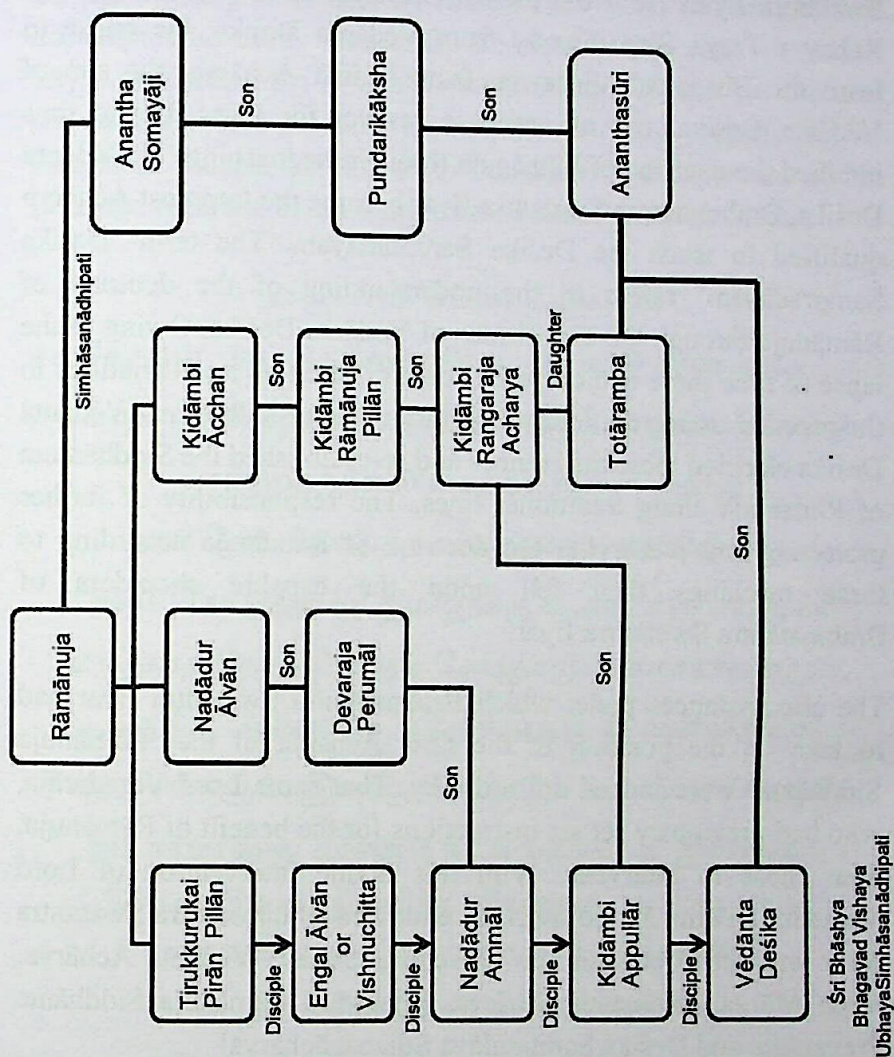 Rāmānuja
Simhāsanādhipati
Tirukkurukai
Pirān Pillān
Nadādur
Ālvān
Kidāmbi
Ācchan
Anantha
Somayāji
Disciple
Son
Son
Son
Engal Ālvān
or
Vishnuchitta
Devaraja
Perumāl
Kidāmbi
Rāmānuja
Pillān
Pundarikāksha
Disciple
Son
Son
Son
Nadādur
Ammāl
Kidāmbi
Rangaraja
Acharya
Disciple
Daughter
Kidāmbi
Appullār
Son
Totāramba
Ananthasūri
Disciple
Son
Vēdānta
Deśika
Śri Bhāshya
Bhagavad Vishaya
UbhayaSimhāsanādhipati